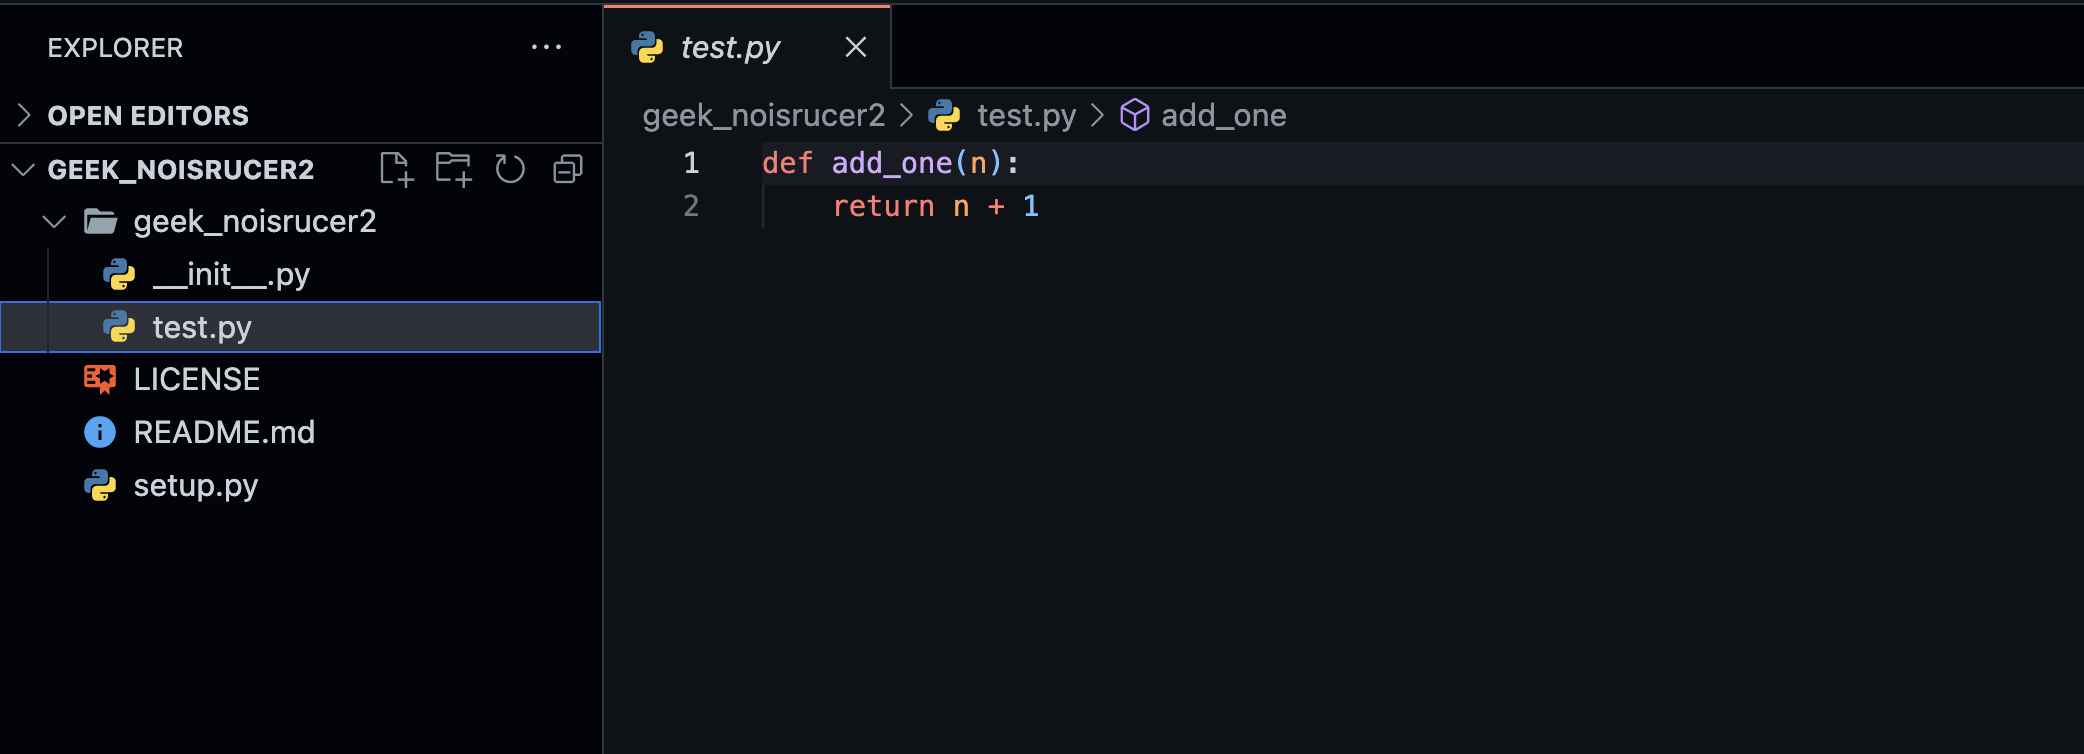 EXPLORER
OPEN EDITORS
GEEK_NOISRUCER2
geek_noisrucer2
__init__.py
test.py
LICENSE
README.md
setup.py
test.py
geek_noisrucer2 > test.py > add_one
1 def add_one(n):
2     return n + 1